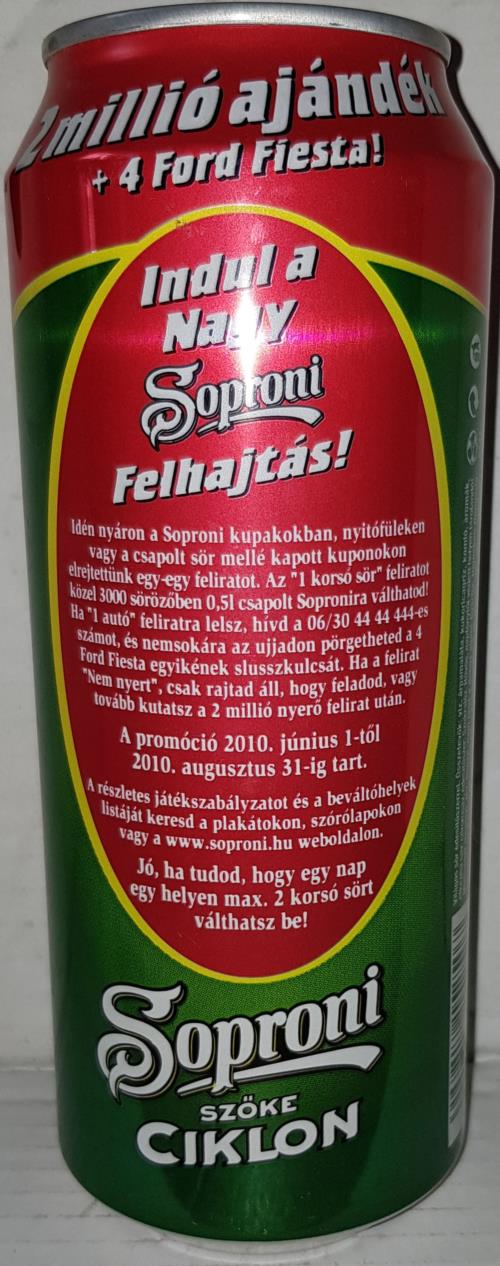 2 millió ajándék
+ 4 Ford Fiesta!
Indul a
Nagy
Soproni
Felhajtás!
Idén nyáron a Soproni kupakokban, nyitófüleken
vagy a csapolt sör mellé kapott kuponokon
elrejtettünk egy-egy feliratot. Az "1 korsó sör" feliratot
közel 3000 sörözőben 0,5l csapolt Sopronira válthatod!
Ha "1 autó" feliratra lelsz, hívd a 06/30 44 44 444-es
számot, és nemsokára az ujjadon pörgetheted a 4
Ford Fiesta egyikének slusszkulcsát. Ha a felirat
"Nem nyert", csak rajtad áll, hogy feladod, vagy
tovább kutatsz a 2 millió nyerő felirat után.
A promóció 2010. június 1-től
2010. augusztus 31-ig tart.
A részletes játékszabályzatot és a beváltóhelyek
listáját keresd a plakátokon, szórólapokon
vagy a www.soproni.hu weboldalon.
Jó, ha tudod, hogy egy nap
egy helyen max. 2 korsó sört
válthatsz be!
Soproni
SZŐKE
CIKLON